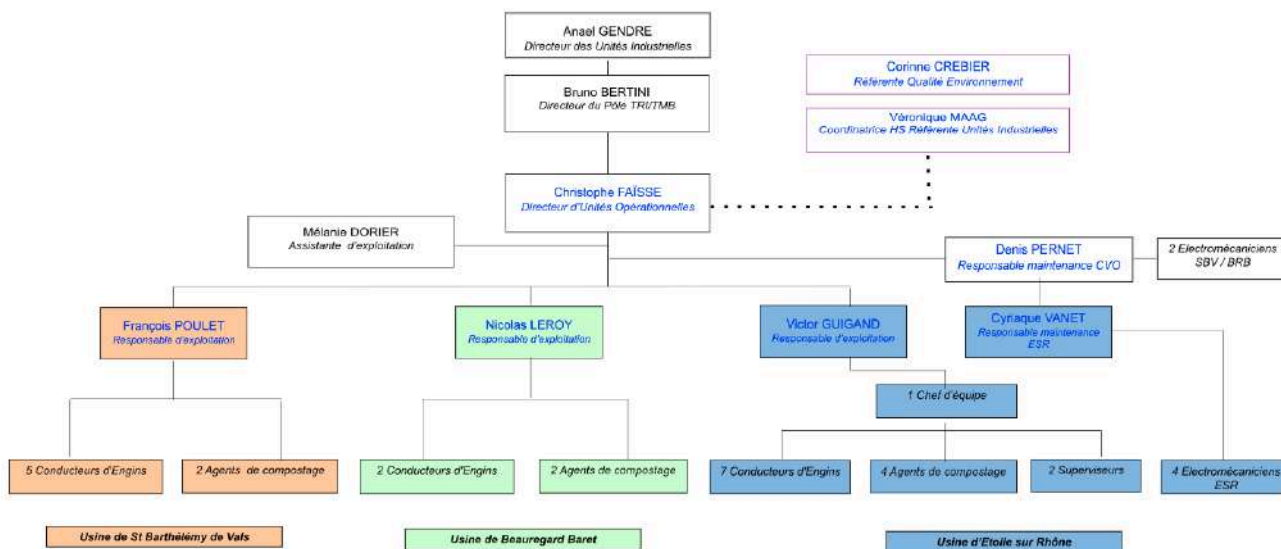 Anael GENDRE
Directeur des Unités Industrielles
Corinne CREBIER
Référente Qualité Environnement
Bruno BERTINI
Directeur du Pôle TRI/TMB
Véronique MAAG
Coordinatrice HS Référente Unités Industrielles
Christophe FAÏSSE
Directeur d'Unités Opérationnelles
Mélanie DORIER
Assistante d'exploitation
Denis PERNET
Responsable maintenance CVO
2 Electromécaniciens
SBV / BRB
François POULET
Responsable d'exploitation
Nicolas LEROY
Responsable d'exploitation
Victor GUIGAND
Responsable d'exploitation
Cyriaque VANET
Responsable maintenance
ESR
1 Chef d'équipe
5 Conducteurs d'Engins
2 Agents de compostage
2 Conducteurs d'Engins
2 Agents de compostage
7 Conducteurs d'Engins
4 Agents de compostage
2 Superviseurs
4 Electromécaniciens
ESR
Usine de St Barthélémy de Vals
Usine de Beauregard Baret
Usine d'Etoile sur Rhône